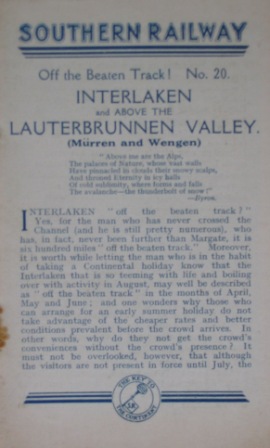 SOUTHERN RAILWAY
Off the Beaten Track! No. 20.
INTERLAKEN
and ABOVE THE
LAUTERBRUNNEN VALLEY.
(Mürren and Wengen)
"Above me are the Alps,
The palaces of Nature, whose vast walls
Have pinnacled in clouds their snowy scalps,
And throned Eternity in icy halls
Of cold sublimity, where forms and falls
The avalanche—the thunderbolt of snow!"
—Byron.
INTERLAKEN "off the beaten track?"
Yes, for the man who has never crossed the
Channel (and he is still pretty numerous), who
has, in fact, never been further than Margate, it is
six hundred miles "off the beaten track." Moreover,
it is worth while letting the man who is in the habit
of taking a Continental holiday know that the
Interlaken that is so teeming with life and boiling
over with activity in August, may well be described
as "off the beaten track" in the months of April,
May and June; and one wonders why those who
can arrange for an early summer holiday do not
take advantage of the cheaper rates and better
conditions prevalent before the crowd arrives. In
other words, why do they not get the crowd's
conveniences without the crowd's presence? It
must not be overlooked, however, that although
the visitors are not present in force until July, the
THE KEY TO
THE CONTINENT
SR